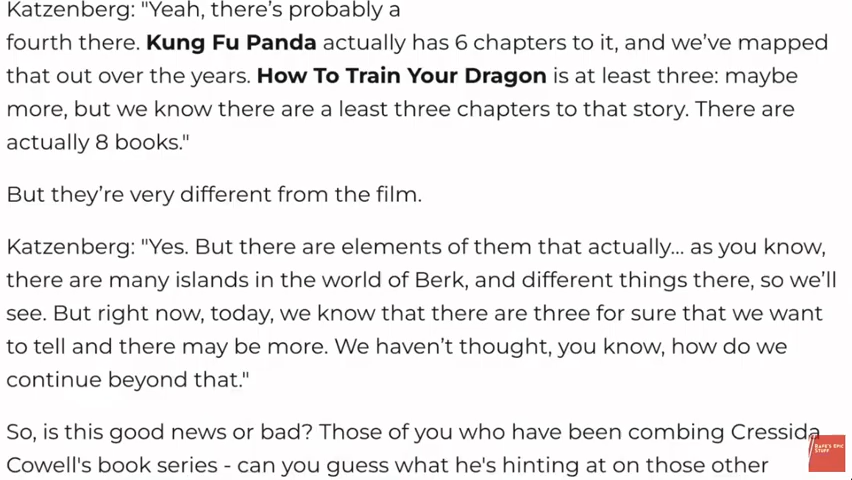 Katzenberg: "Yeah, there’s probably a
fourth there. Kung Fu Panda actually has 6 chapters to it, and we’ve mapped
that out over the years. How To Train Your Dragon is at least three: maybe
more, but we know there are a least three chapters to that story. There are
actually 8 books."
But they’re very different from the film.
Katzenberg: "Yes. But there are elements of them that actually... as you know,
there are many islands in the world of Berk, and different things there, so we’ll
see. But right now, today, we know that there are three for sure that we want
to tell and there may be more. We haven’t thought, you know, how do we
continue beyond that."
So, is this good news or bad? Those of you who have been combing Cressida
Cowell's book series - can you guess what he's hinting at on those other
DAVE'S EPIC
STUFF